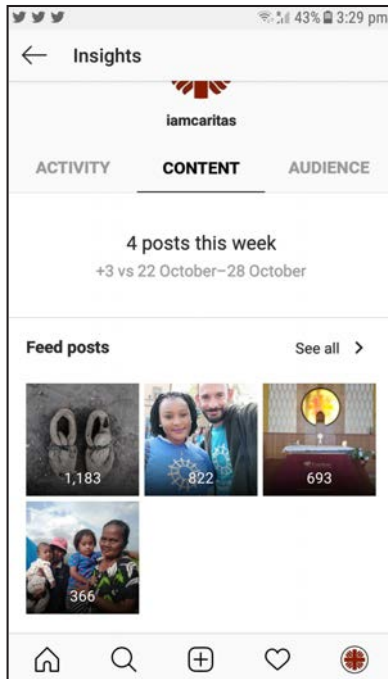 43% 3:29 pm
Insights
iamcaritas
ACTIVITY CONTENT AUDIENCE
4 posts this week
+3 vs 22 October–28 October
Feed posts See all >
1,183 822 693
366